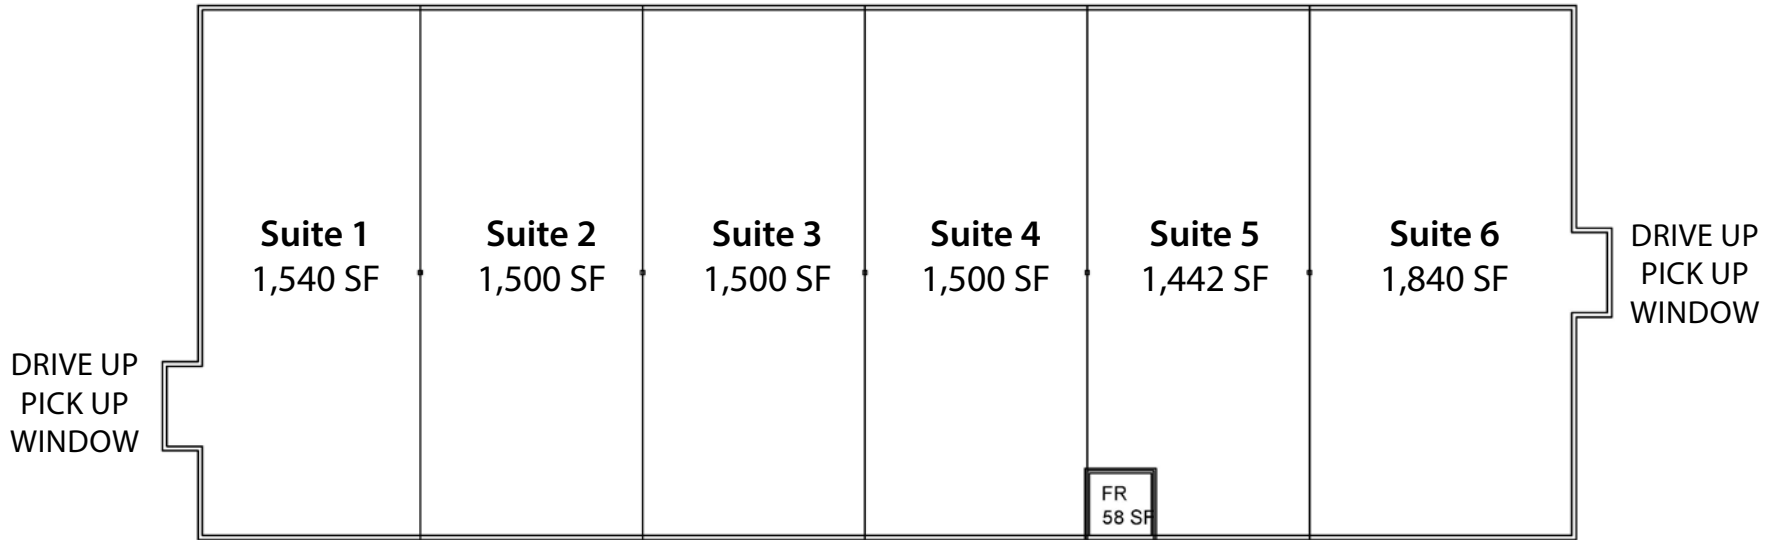 Suite 1
1,540 SF
Suite 2
1,500 SF
Suite 3
1,500 SF
Suite 4
1,500 SF
Suite 5
1,442 SF
Suite 6
1,840 SF
DRIVE UP
PICK UP
WINDOW
DRIVE UP
PICK UP
WINDOW
FR
58 SF